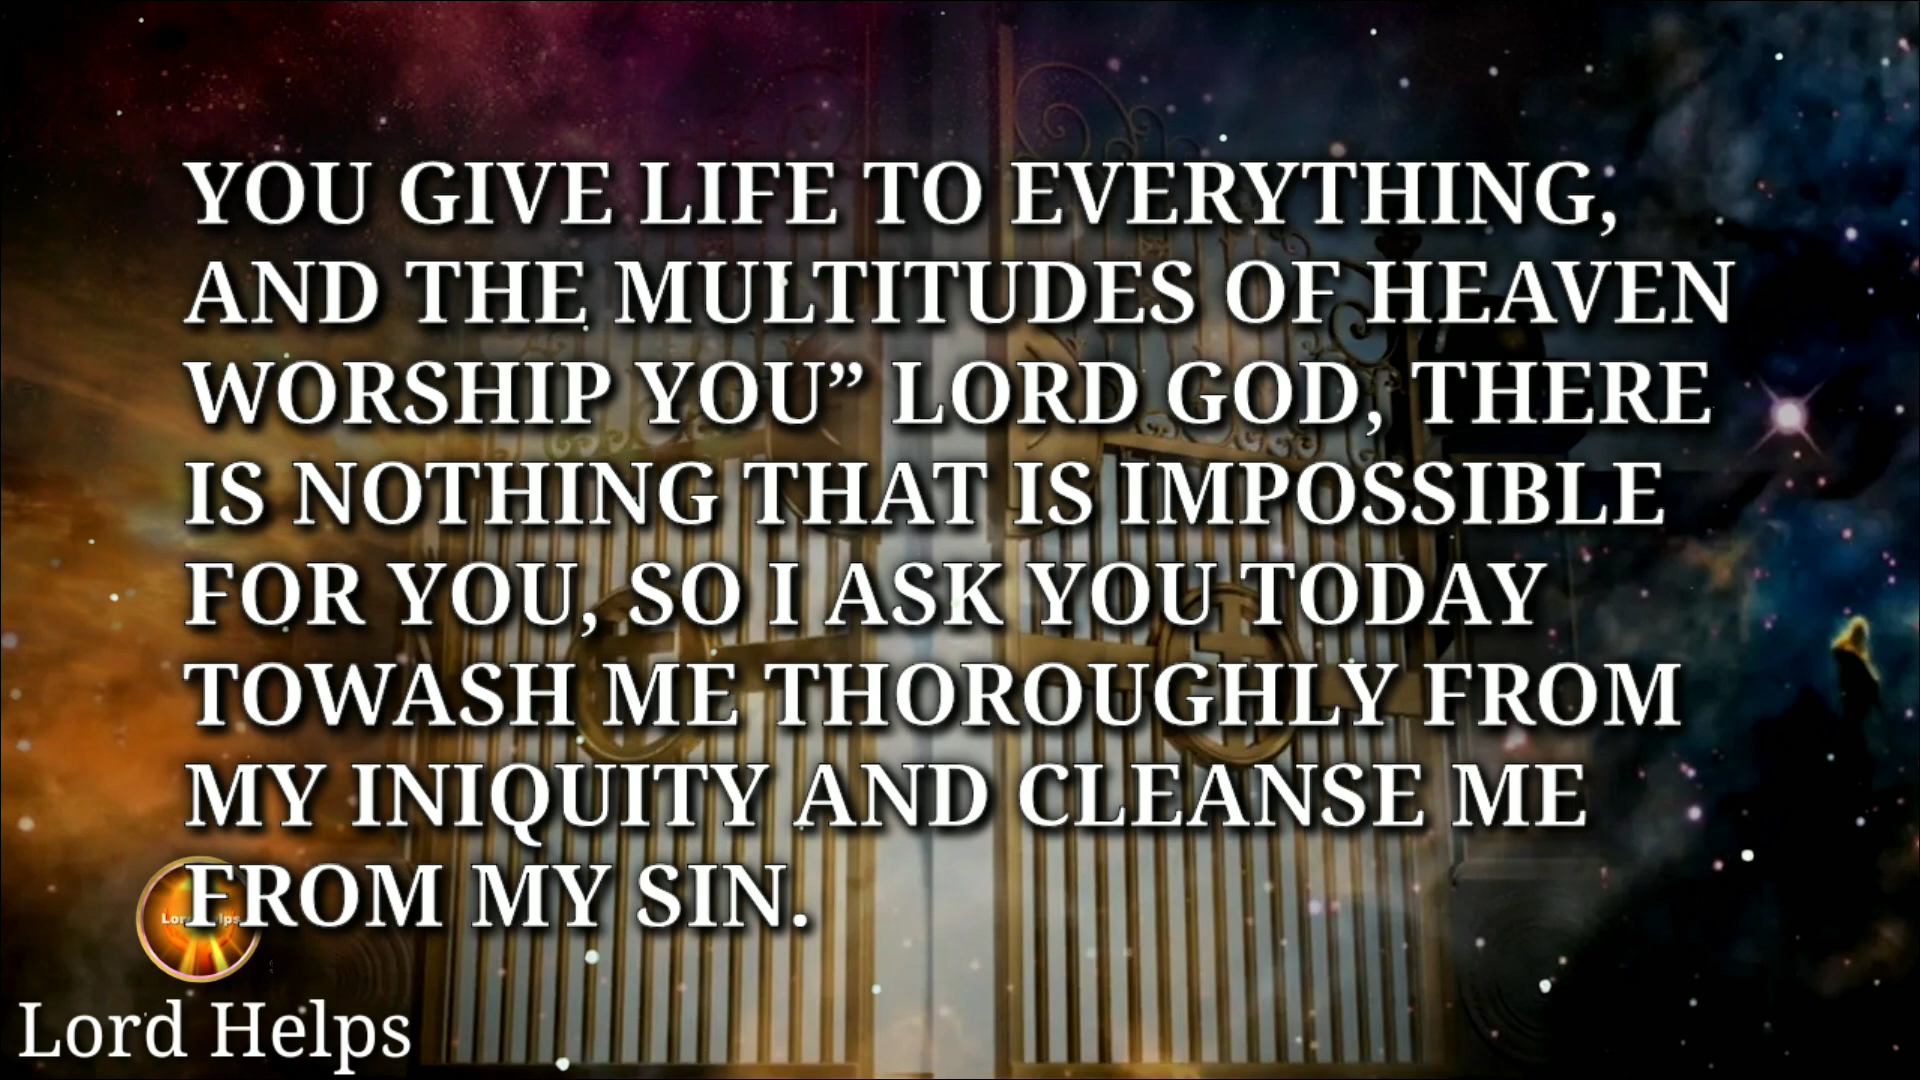 YOU GIVE LIFE TO EVERYTHING,
AND THE MULTITUDES OF HEAVEN
WORSHIP YOU” LORD GOD, THERE
IS NOTHING THAT IS IMPOSSIBLE
FOR YOU, SO I ASK YOU TODAY
TOWASH ME THOROUGHLY FROM
MY INIQUITY AND CLEANSE ME
FROM MY SIN.
Lord Helps
Lord Helps